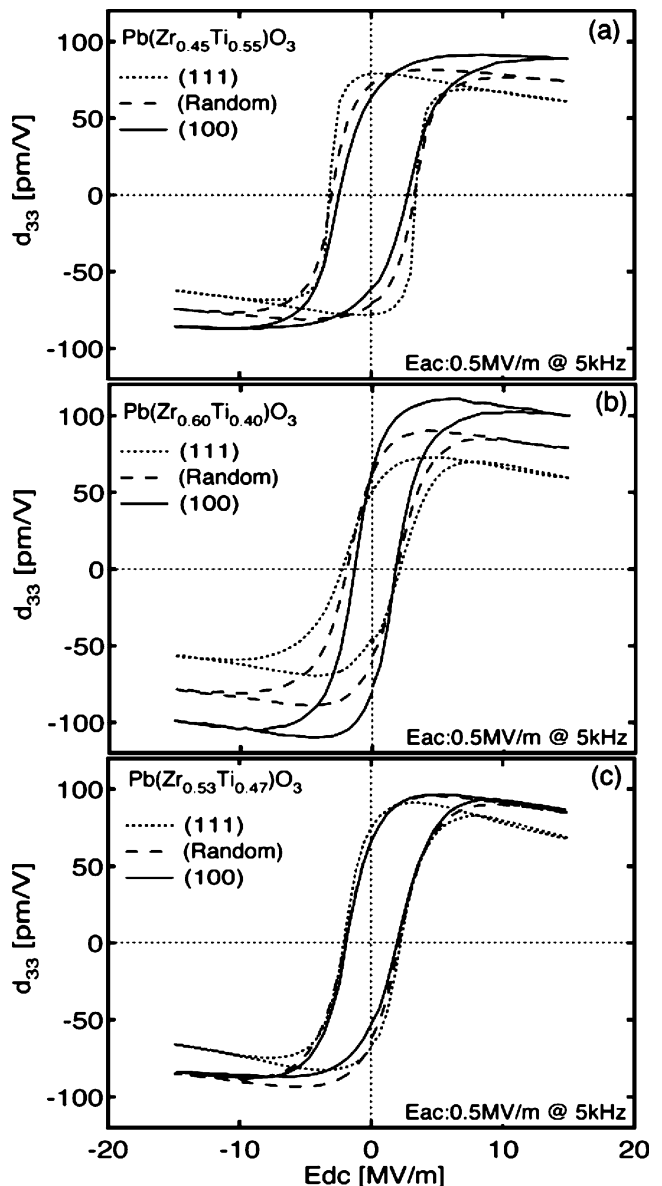 (a)
Pb(Zr0.45Ti0.55)O3
(111)
(Random)
(100)
100
50
0
-50
-100
d33 [pm/V]
Eac:0.5MV/m @ 5kHz
(b)
Pb(Zr0.60Ti0.40)O3
(111)
(Random)
(100)
100
50
0
-50
-100
d33 [pm/V]
Eac:0.5MV/m @ 5kHz
(c)
Pb(Zr0.53Ti0.47)O3
(111)
(Random)
(100)
100
50
0
-50
-100
d33 [pm/V]
Eac:0.5MV/m @ 5kHz
-20 -10 0 10 20
Edc [MV/m]